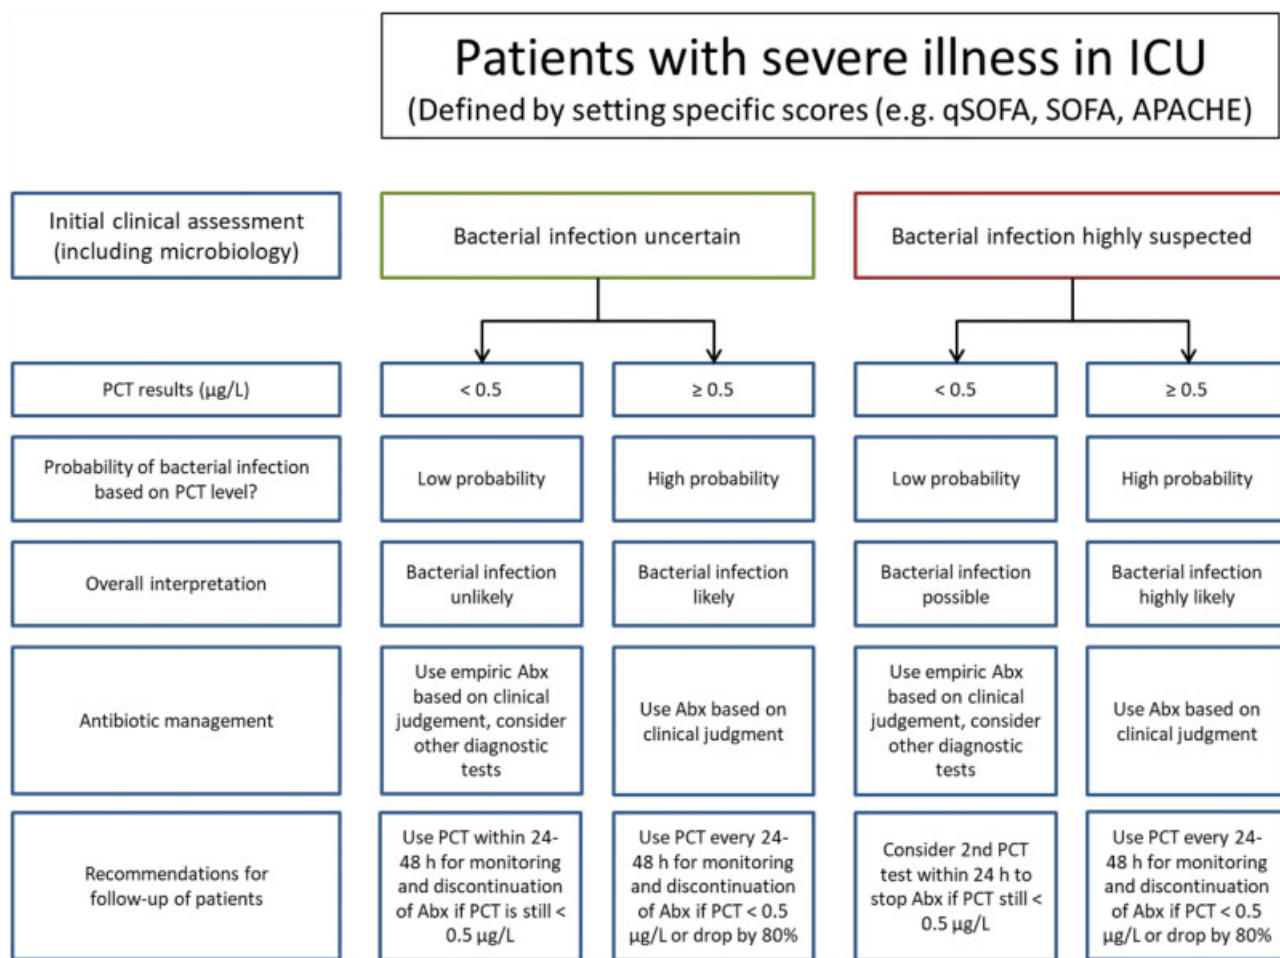 Patients with severe illness in ICU
(Defined by setting specific scores (e.g. qSOFA, SOFA, APACHE)
Initial clinical assessment
(including microbiology)
Bacterial infection uncertain
Bacterial infection highly suspected
PCT results (µg/L)
< 0.5
≥ 0.5
< 0.5
≥ 0.5
Probability of bacterial infection
based on PCT level?
Low probability
High probability
Low probability
High probability
Overall interpretation
Bacterial infection
unlikely
Bacterial infection
likely
Bacterial infection
possible
Bacterial infection
highly likely
Antibiotic management
Use empiric Abx
based on clinical
judgement, consider
other diagnostic
tests
Use Abx based on
clinical judgment
Use empiric Abx
based on clinical
judgement, consider
other diagnostic
tests
Use Abx based on
clinical judgment
Recommendations for
follow-up of patients
Use PCT within 24-
48 h for monitoring
and discontinuation
of Abx if PCT is still <
0.5 µg/L
Use PCT every 24-
48 h for monitoring
and discontinuation
of Abx if PCT < 0.5
µg/L or drop by 80%
Consider 2nd PCT
test within 24 h to
stop Abx if PCT still <
0.5 µg/L
Use PCT every 24-
48 h for monitoring
and discontinuation
of Abx if PCT < 0.5
µg/L or drop by 80%